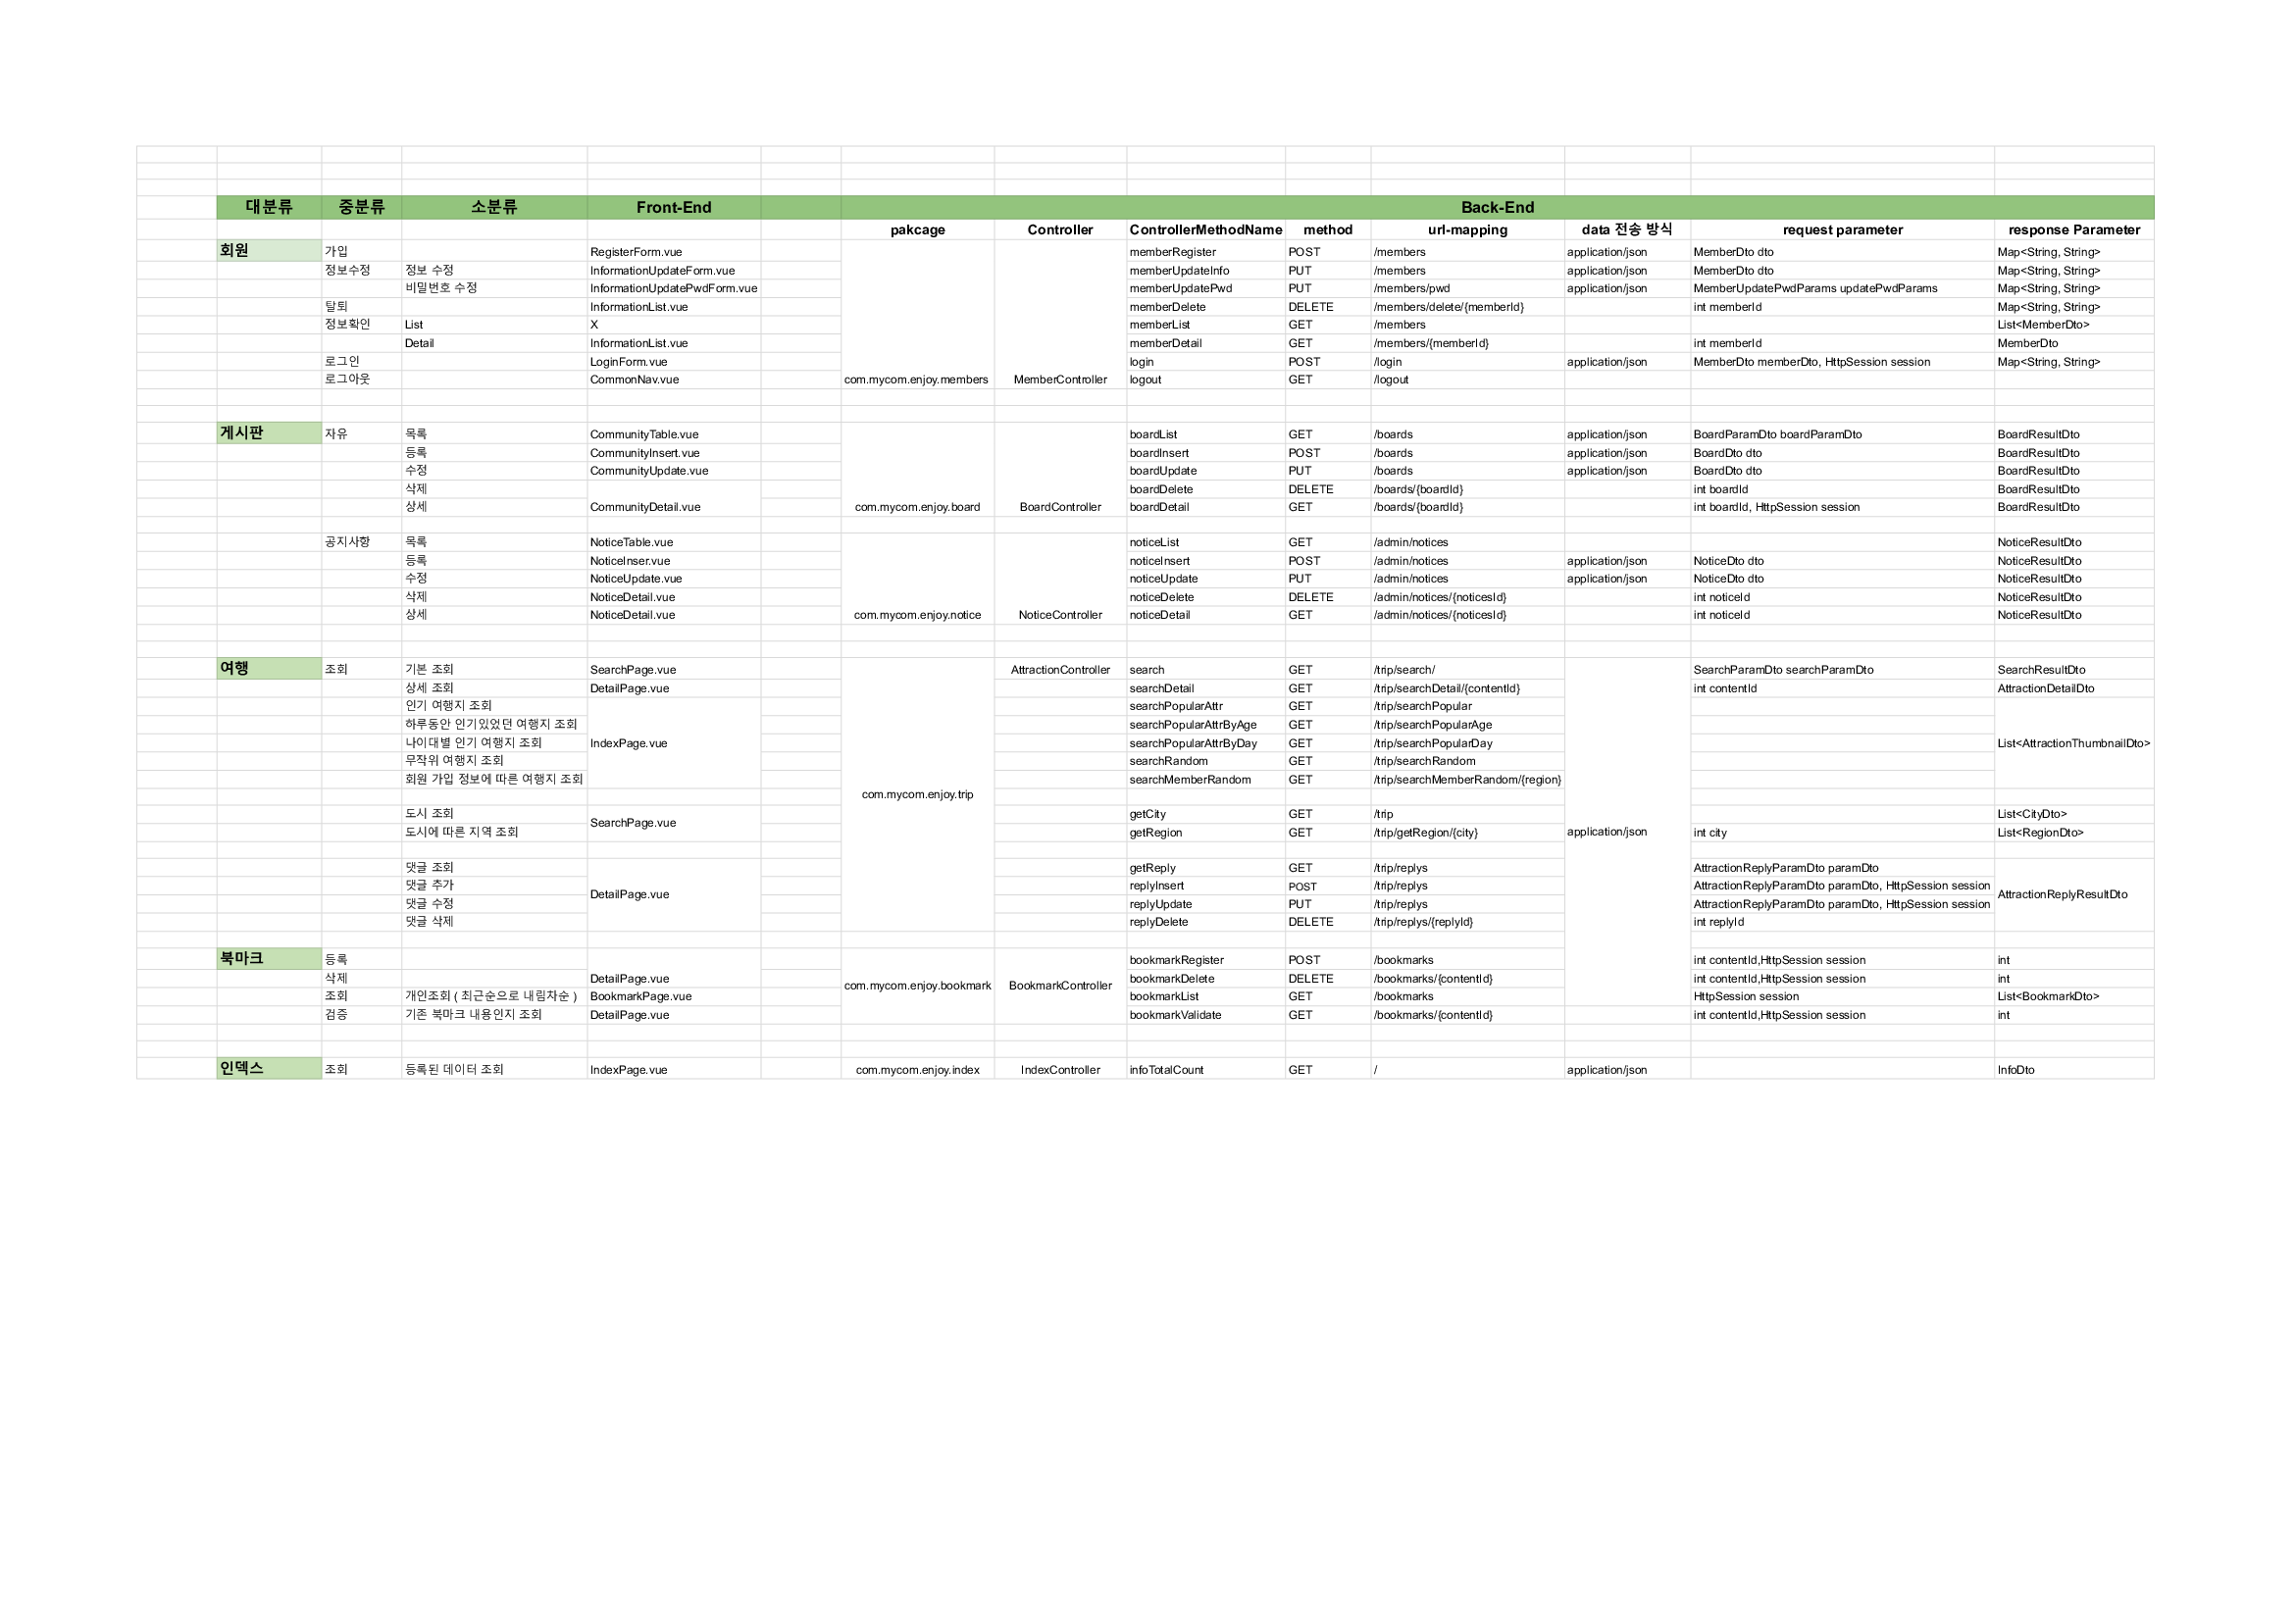 대분류 중분류 소분류 Front-End Back-End
pakcage Controller ControllerMethodName method url-mapping data 전송 방식 request parameter response Parameter
회원 가입 RegisterForm.vue memberRegister POST /members application/json MemberDto dto Map<String, String>
정보수정 정보 수정 InformationUpdateForm.vue memberUpdateInfo PUT /members application/json MemberDto dto Map<String, String>
비밀번호 수정 InformationUpdatePwdForm.vue memberUpdatePwd PUT /members/pwd application/json MemberUpdatePwdParams updatePwdParams Map<String, String>
탈퇴 InformationList.vue memberDelete DELETE /members/delete/{memberId} int memberId Map<String, String>
정보확인 List X memberList GET /members List<MemberDto>
Detail InformationList.vue memberDetail GET /members/{memberId} int memberId MemberDto
로그인 LoginForm.vue login POST /login application/json MemberDto memberDto, HttpSession session Map<String, String>
로그아웃 CommonNav.vue com.mycom.enjoy.members MemberController logout GET /logout
게시판 자유 목록 CommunityTable.vue boardList GET /boards application/json BoardParamDto boardParamDto BoardResultDto
등록 CommunityInsert.vue boardInsert POST /boards application/json BoardDto dto BoardResultDto
수정 CommunityUpdate.vue boardUpdate PUT /boards application/json BoardDto dto BoardResultDto
삭제 boardDelete DELETE /boards/{boardId} int boardId BoardResultDto
상세 CommunityDetail.vue com.mycom.enjoy.board BoardController boardDetail GET /boards/{boardId} int boardId, HttpSession session BoardResultDto
공지사항 목록 NoticeTable.vue noticeList GET /admin/notices NoticeResultDto
등록 NoticeInser.vue noticeInsert POST /admin/notices application/json NoticeDto dto NoticeResultDto
수정 NoticeUpdate.vue noticeUpdate PUT /admin/notices application/json NoticeDto dto NoticeResultDto
삭제 NoticeDetail.vue noticeDelete DELETE /admin/notices/{noticesId} int noticeId NoticeResultDto
상세 NoticeDetail.vue com.mycom.enjoy.notice NoticeController noticeDetail GET /admin/notices/{noticesId} int noticeId NoticeResultDto
여행 조회 기본 조회 SearchPage.vue AttractionController search GET /trip/search/ SearchParamDto searchParamDto SearchResultDto
상세 조회 DetailPage.vue searchDetail GET /trip/searchDetail/{contentId} int contentId AttractionDetailDto
인기 여행지 조회 searchPopularAttr GET /trip/searchPopular
하루동안 인기있었던 여행지 조회 searchPopularAttrByAge GET /trip/searchPopularAge
나이대별 인기 여행지 조회 IndexPage.vue searchPopularAttrByDay GET /trip/searchPopularDay List<AttractionThumbnailDto>
무작위 여행지 조회 searchRandom GET /trip/searchRandom
회원 가입 정보에 따른 여행지 조회 searchMemberRandom GET /trip/searchMemberRandom/{region}
com.mycom.enjoy.trip
도시 조회 getCity GET /trip List<CityDto>
SearchPage.vue
도시에 따른 지역 조회 getRegion GET /trip/getRegion/{city} application/json int city List<RegionDto>
댓글 조회 getReply GET /trip/replys AttractionReplyParamDto paramDto
댓글 추가 replyInsert POST /trip/replys AttractionReplyParamDto paramDto, HttpSession session
DetailPage.vue AttractionReplyResultDto
댓글 수정 replyUpdate PUT /trip/replys AttractionReplyParamDto paramDto, HttpSession session
댓글 삭제 replyDelete DELETE /trip/replys/{replyId} int replyId
북마크 등록 bookmarkRegister POST /bookmarks int contentId,HttpSession session int
삭제 DetailPage.vue bookmarkDelete DELETE /bookmarks/{contentId} int contentId,HttpSession session int
com.mycom.enjoy.bookmark BookmarkController
조회 개인조회 ( 최근순으로 내림차순 ) BookmarkPage.vue bookmarkList GET /bookmarks HttpSession session List<BookmarkDto>
검증 기존 북마크 내용인지 조회 DetailPage.vue bookmarkValidate GET /bookmarks/{contentId} int contentId,HttpSession session int
인덱스 조회 등록된 데이터 조회 IndexPage.vue com.mycom.enjoy.index IndexController infoTotalCount GET / application/json InfoDto